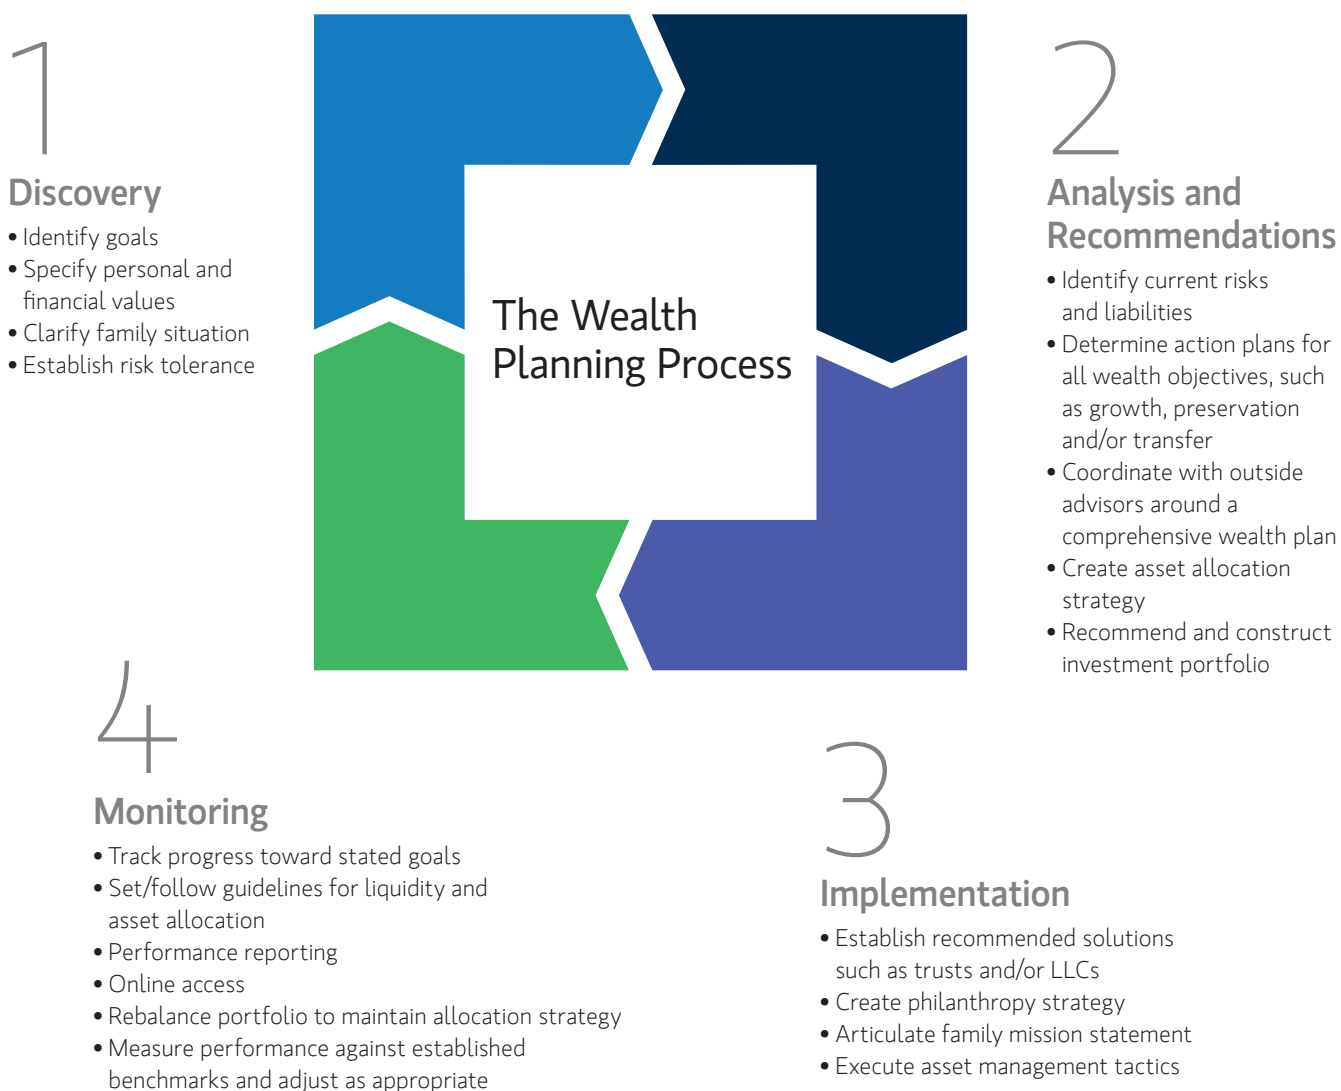 1
Discovery
• Identify goals
• Specify personal and
financial values
• Clarify family situation
• Establish risk tolerance
The Wealth
Planning Process
2
Analysis and
Recommendations
• Identify current risks
and liabilities
• Determine action plans for
all wealth objectives, such
as growth, preservation
and/or transfer
• Coordinate with outside
advisors around a
comprehensive wealth plan
• Create asset allocation
strategy
• Recommend and construct
investment portfolio
3
Implementation
• Establish recommended solutions
such as trusts and/or LLCs
• Create philanthropy strategy
• Articulate family mission statement
• Execute asset management tactics
4
Monitoring
• Track progress toward stated goals
• Set/follow guidelines for liquidity and
asset allocation
• Performance reporting
• Online access
• Rebalance portfolio to maintain allocation strategy
• Measure performance against established
benchmarks and adjust as appropriate